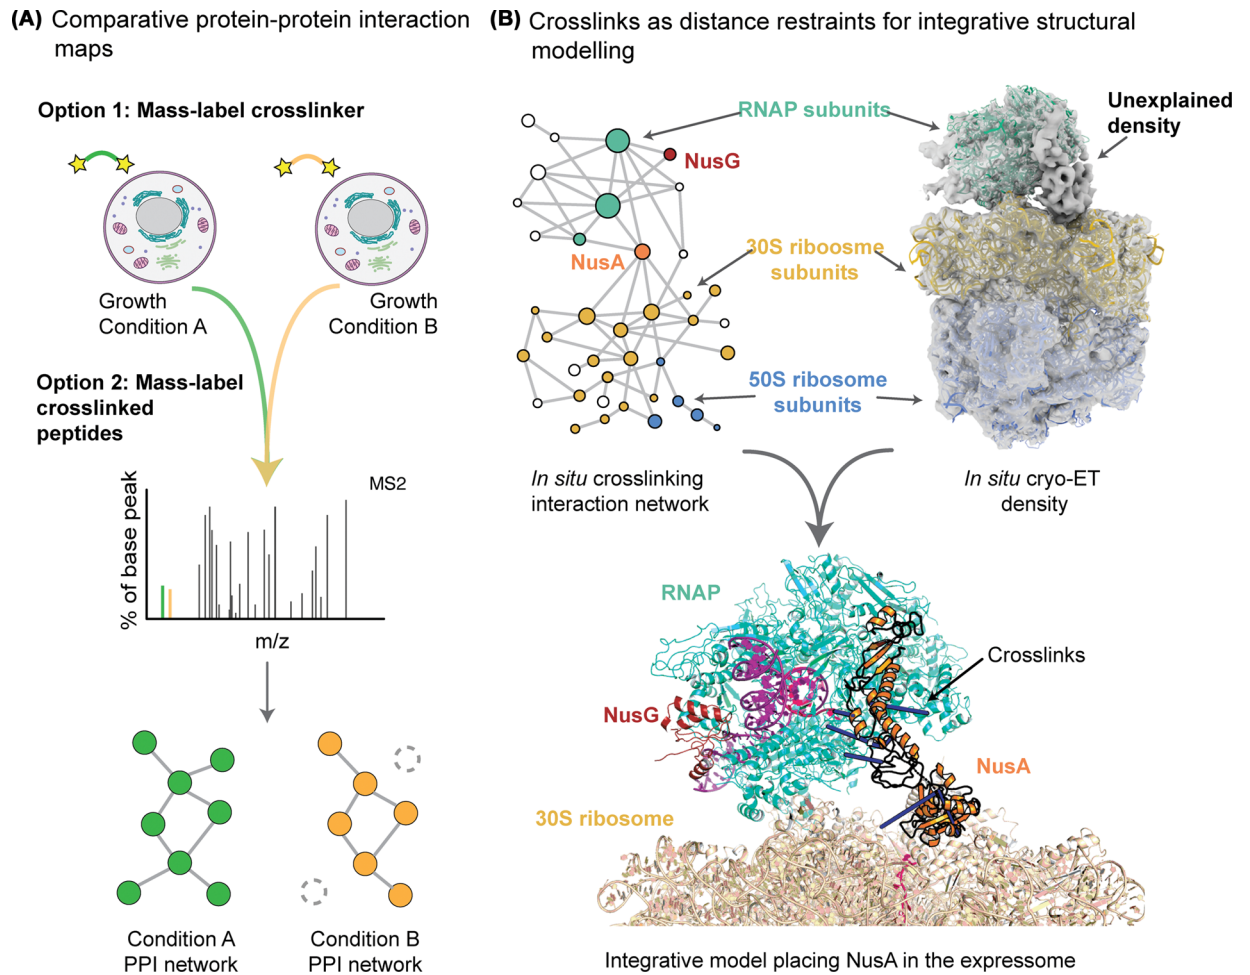 (A) Comparative protein-protein interaction
maps
Option 1: Mass-label crosslinker
Growth
Condition A
Growth
Condition B
Option 2: Mass-label
crosslinked
peptides
MS2
% of base peak
m/z
Condition A
PPI network
Condition B
PPI network
(B) Crosslinks as distance restraints for integrative structural
modelling
RNAP subunits
Unexplained
density
NusG
NusA
30S riboosme
subunits
50S ribosome
subunits
In situ crosslinking
interaction network
In situ cryo-ET
density
RNAP
Crosslinks
NusG
NusA
30S ribosome
Integrative model placing NusA in the expressome